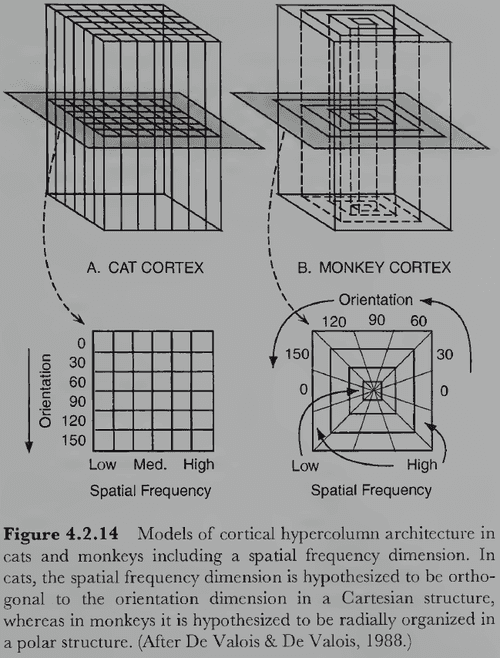 A. CAT CORTEX
B. MONKEY CORTEX
Orientation
0
30
60
90
120
150
Low Med. High
Spatial Frequency
Orientation
120 90 60
150 30
0 0
Low High
Spatial Frequency
Figure 4.2.14 Models of cortical hypercolumn architecture in
cats and monkeys including a spatial frequency dimension. In
cats, the spatial frequency dimension is hypothesized to be ortho-
gonal to the orientation dimension in a Cartesian structure,
whereas in monkeys it is hypothesized to be radially organized in
a polar structure. (After De Valois & De Valois, 1988.)